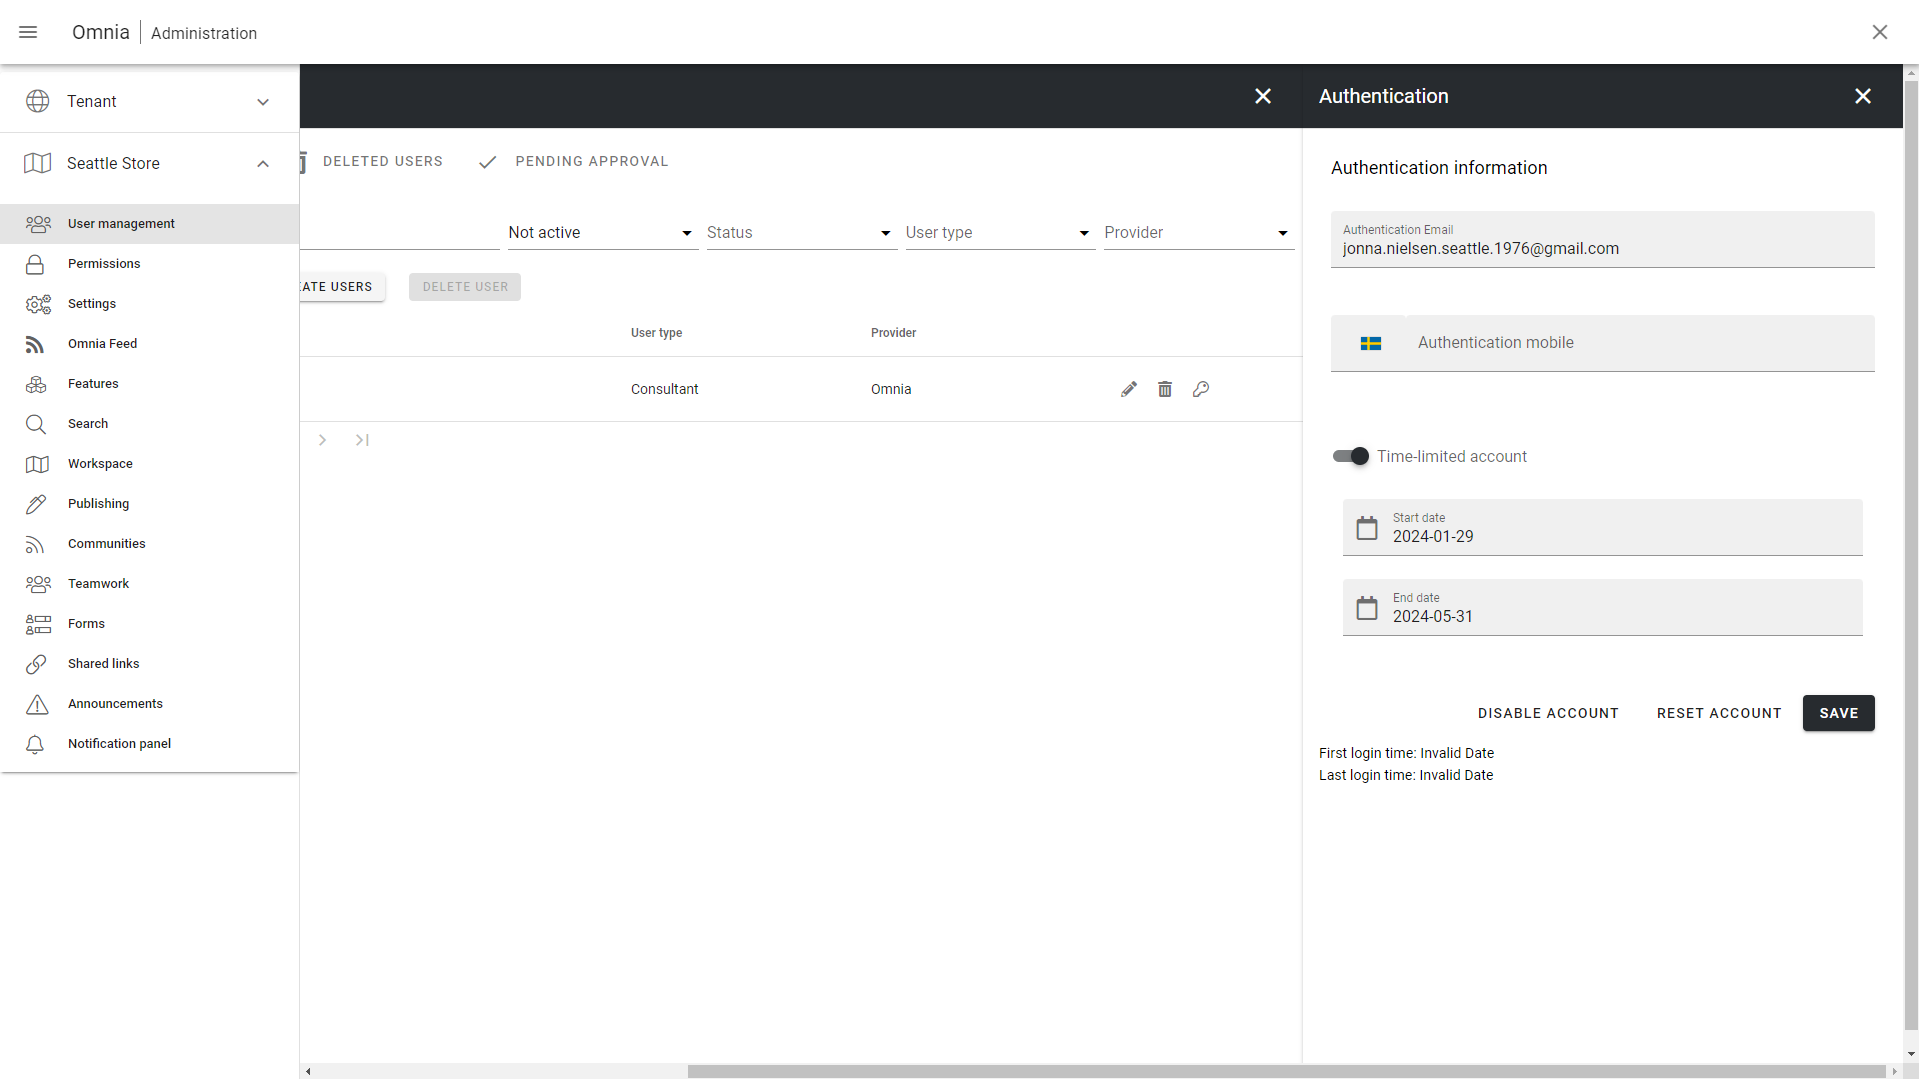 Omnia
Administration
Tenant
Seattle Store
User management
Permissions
Settings
Omnia Feed
Features
Search
Workspace
Publishing
Communities
Teamwork
Forms
Shared links
Announcements
Notification panel
DELETED USERS
PENDING APPROVAL
Not active
Status
User type
Provider
ATE USERS
DELETE USER
User type
Provider
Consultant
Omnia
Authentication
Authentication information
Authentication Email
jonna.nielsen.seattle.1976@gmail.com
Authentication mobile
Time-limited account
Start date
2024-01-29
End date
2024-05-31
DISABLE ACCOUNT
RESET ACCOUNT
SAVE
First login time: Invalid Date
Last login time: Invalid Date